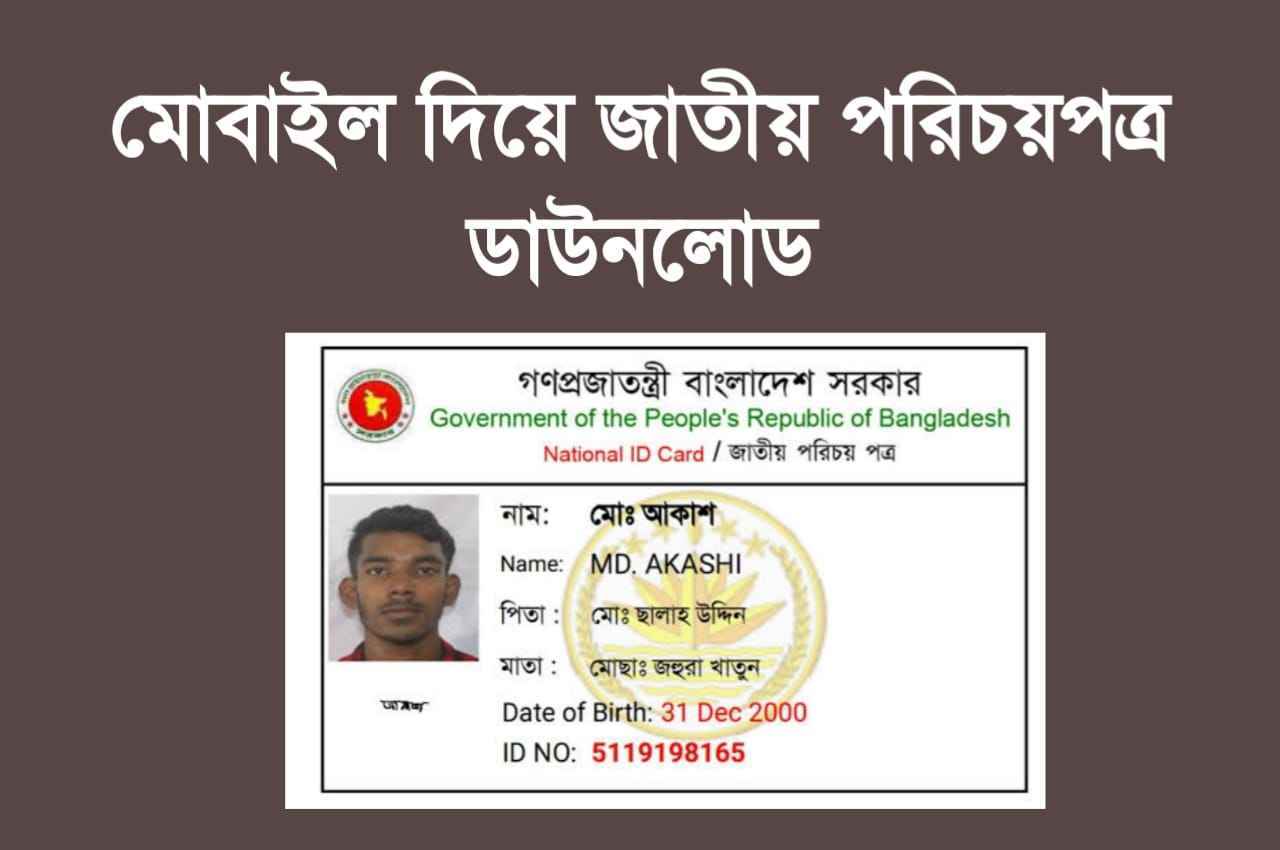 মোবাইল দিয়ে জাতীয় পরিচয়পত্র
ডাউনলোড
গণপ্রজাতন্ত্রী বাংলাদেশ সরকার
Government of the People's Republic of Bangladesh
National ID Card / জাতীয় পরিচয় পত্র
নাম: মোঃ আকাশ
Name: MD. AKASHI
পিতা : মোঃ ছালাহ উদ্দিন
মাতা : মোছাঃ জহুরা খাতুন
আকাশ
Date of Birth: 31 Dec 2000
ID NO: 5119198165